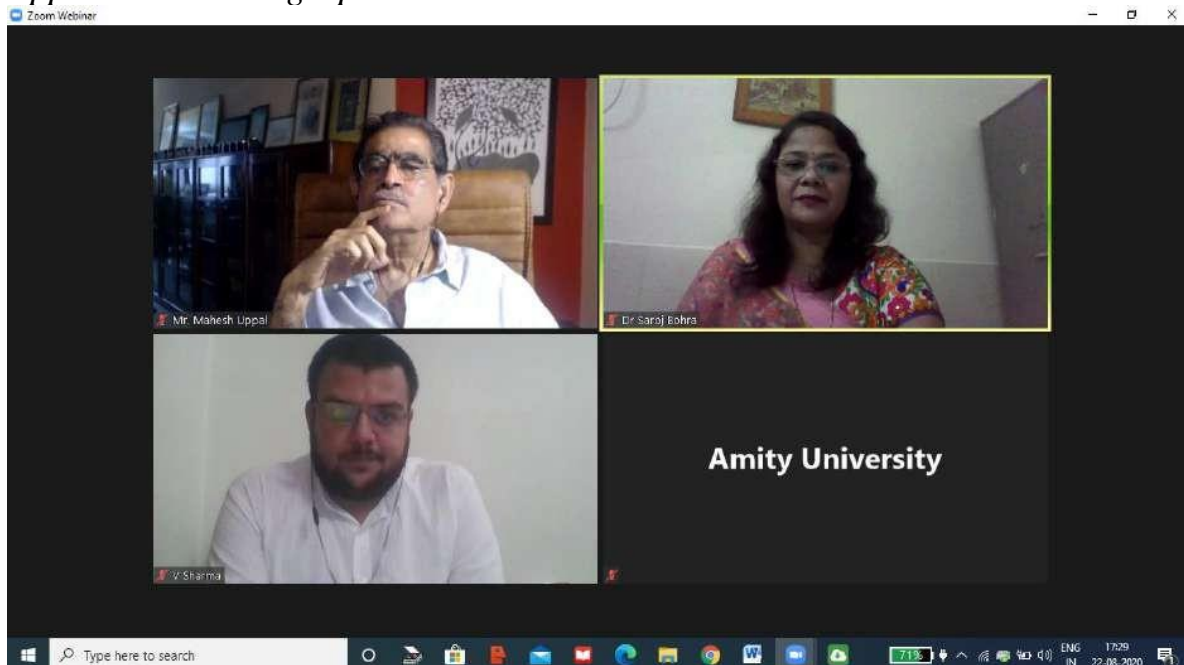 Zoom Webinar
Mr. Mahesh Uppal
Dr Saroj Bohra
V Sharma
Amity University
Type here to search
71%
ENG
17:29
IN
22-08-2020